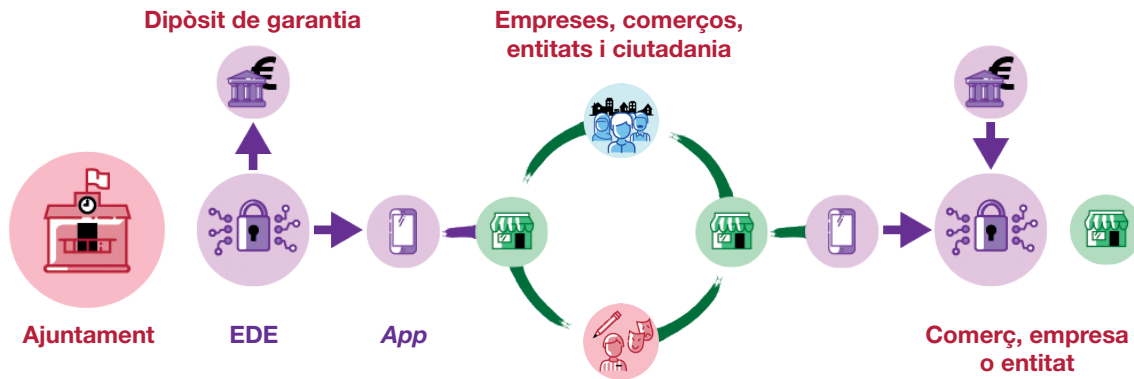 Dipòsit de garantia
Empreses, comerços,
entitats i ciutadania
€
€
Ajuntament
EDE
App
Comerç, empresa
o entitat